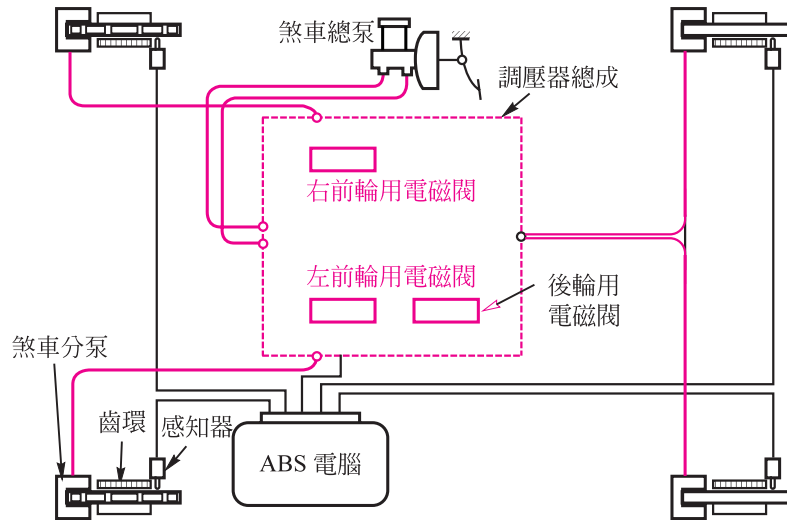 煞車總泵
調壓器總成
右前輪用電磁閥
左前輪用電磁閥
後輪用
電磁閥
煞車分泵
齒環
感知器
ABS 電腦